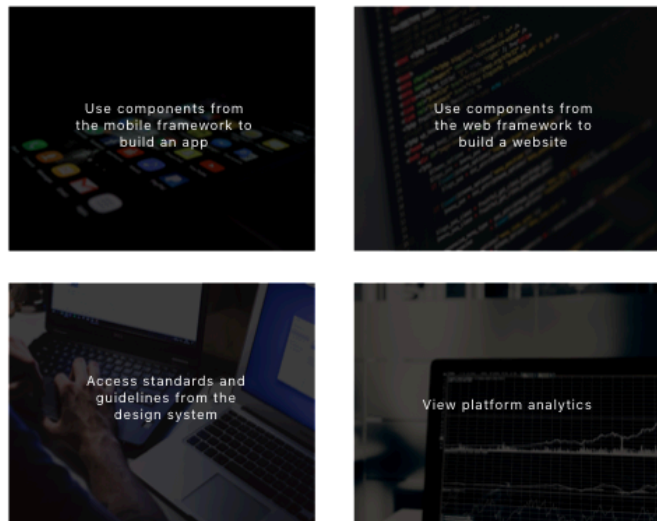 Use components from
the mobile framework to
build an app
Use components from
the web framework to
build a website
Access standards and
guidelines from the
design system
View platform analytics